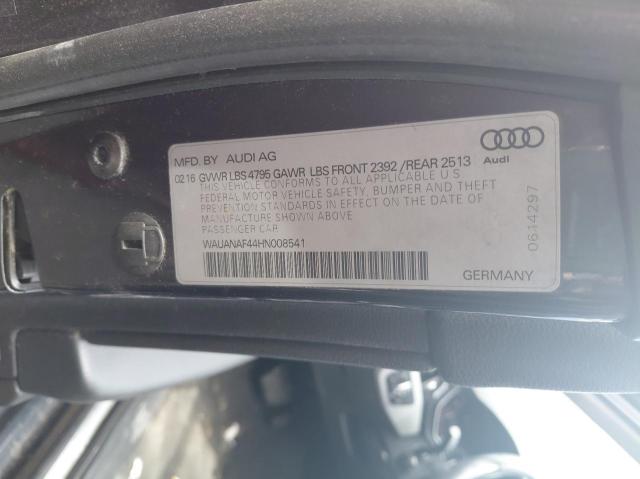 MFD. BY AUDI AG
02 16 GVWR LBS 4795 GAWR LBS FRONT 2392 /REAR 2513
THIS VEHICLE CONFORMS TO ALL APPLICABLE U.S.
FEDERAL MOTOR VEHICLE SAFETY, BUMPER AND THEFT
PREVENTION STANDARDS IN EFFECT ON THE DATE OF
MANUFACTURE SHOWN ABOVE
PASSENGER CAR
WAUANAF44HN008541
Audi
0614297
GERMANY